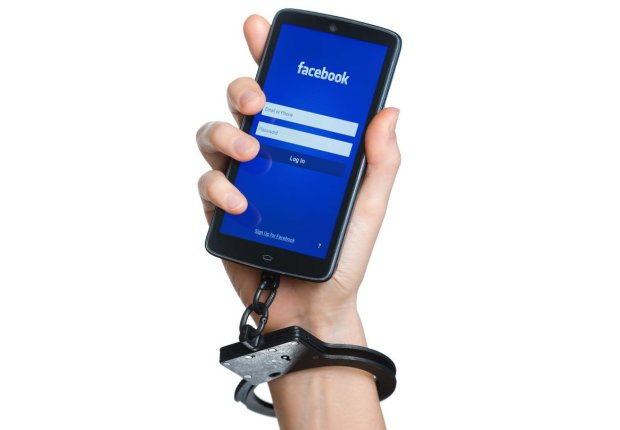 facebook
Email or Phone
Password
Log In
Sign Up for Facebook
?